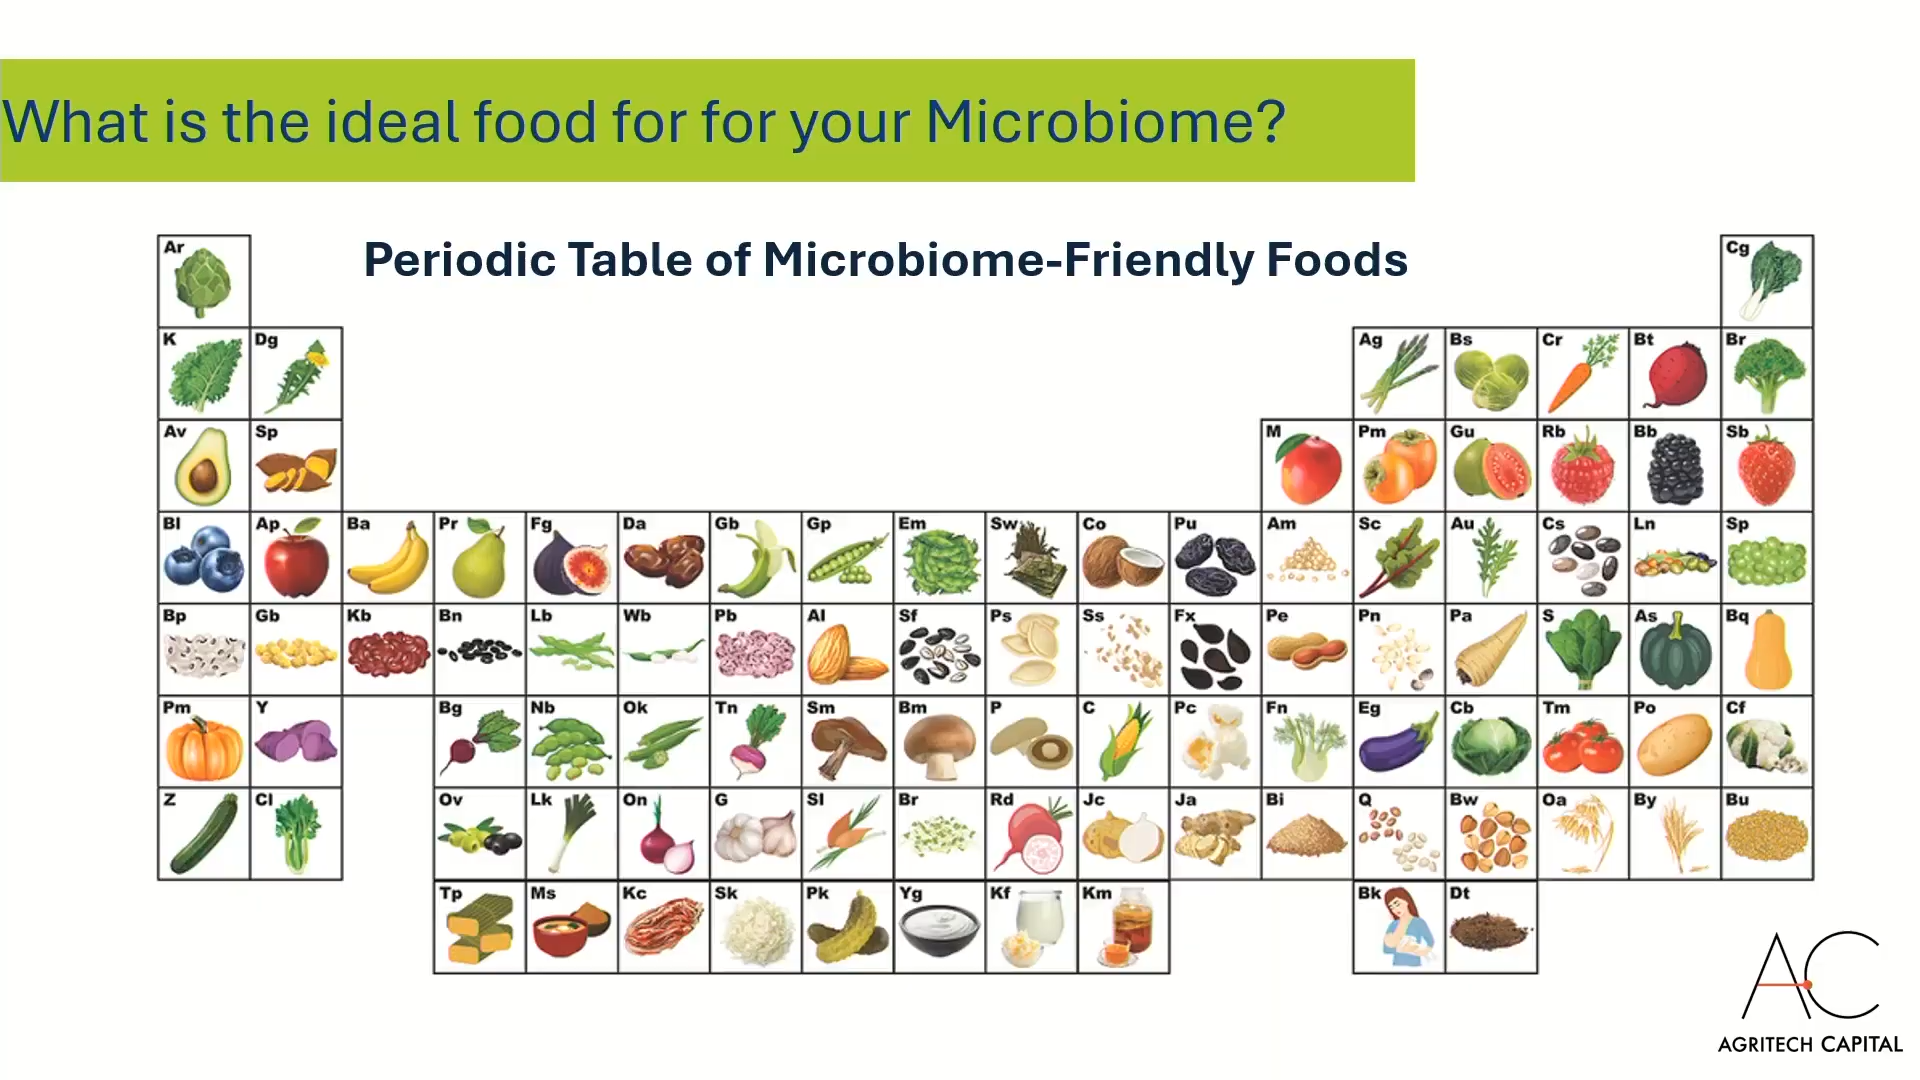 What is the ideal food for for your Microbiome?
Periodic Table of Microbiome-Friendly Foods
Ar Cg
K Dg Ag Bs Cr Bt Br
Av Sp M Pm Gu Rb Bb Sb
Bl Ap Ba Pr Fg Da Gb Gp Em Sw Co Pu Am Sc Au Cs Ln Sp
Bp Gb Kb Bn Lb Wb Pb Al Sf Ps Ss Fx Pe Pn Pa S As Bq
Pm Y Bg Nb Ok Tn Sm Bm P C Pc Fn Eg Cb Tm Po Cf
Z Cl Ov Lk On G Sl Br Rd Jc Ja Bi Q Bw Oa By Bu
Tp Ms Kc Sk Pk Yg Kf Km Bk Dt
AC
AGRITECH CAPITAL